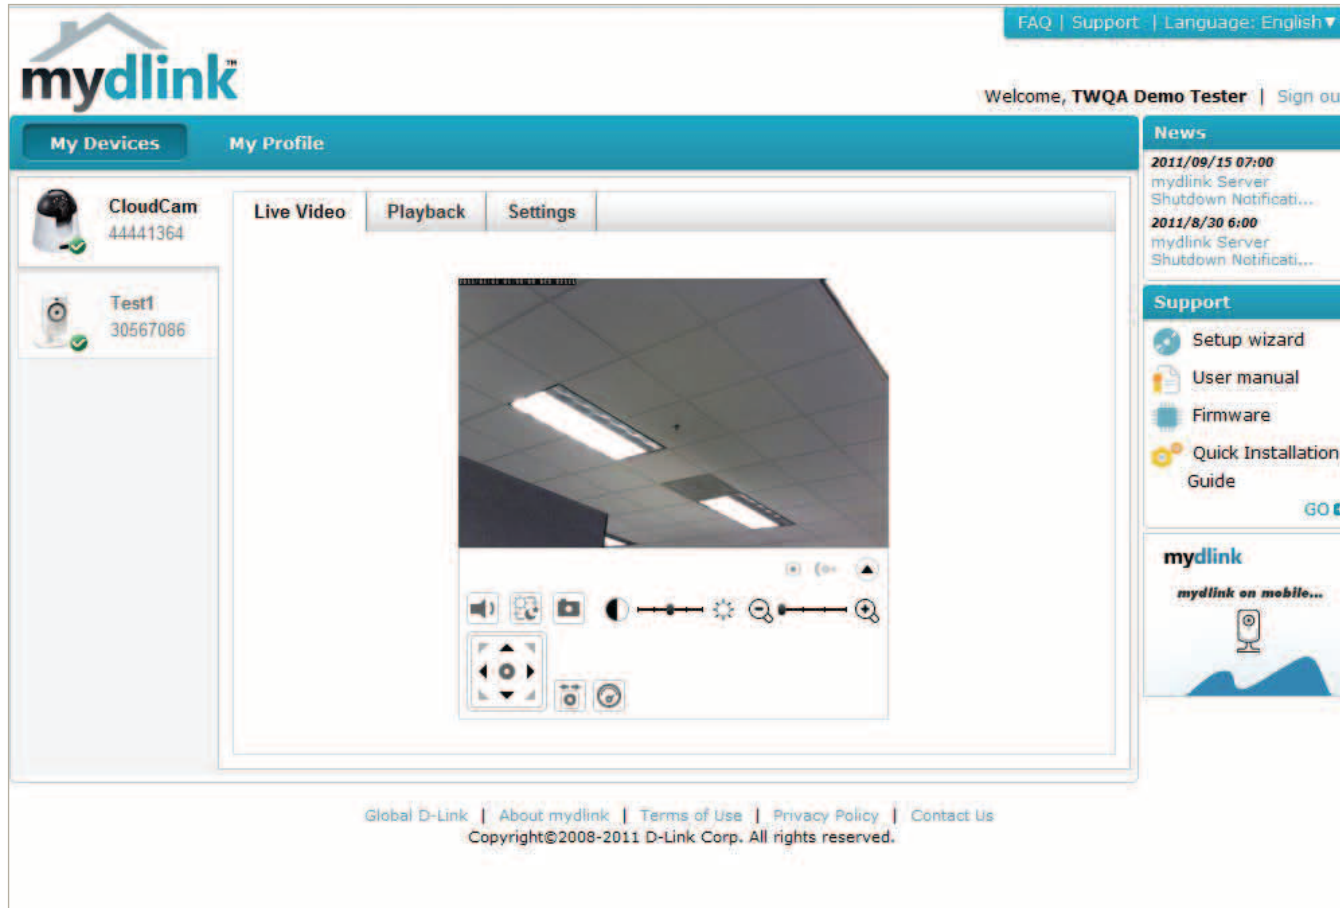 FAQ | Support | Language: English▼
mydlink™
Welcome, TWQA Demo Tester | Sign ou
My Devices
My Profile
CloudCam
44441364
Test1
30567086
Live Video
Playback
Settings
News
2011/09/15 07:00
mydlink Server
Shutdown Notificati...
2011/8/30 6:00
mydlink Server
Shutdown Notificati...
Support
Setup wizard
User manual
Firmware
Quick Installation
Guide
GO
mydlink
mydlink on mobile...
Global D-Link | About mydlink | Terms of Use | Privacy Policy | Contact Us
Copyright©2008-2011 D-Link Corp. All rights reserved.